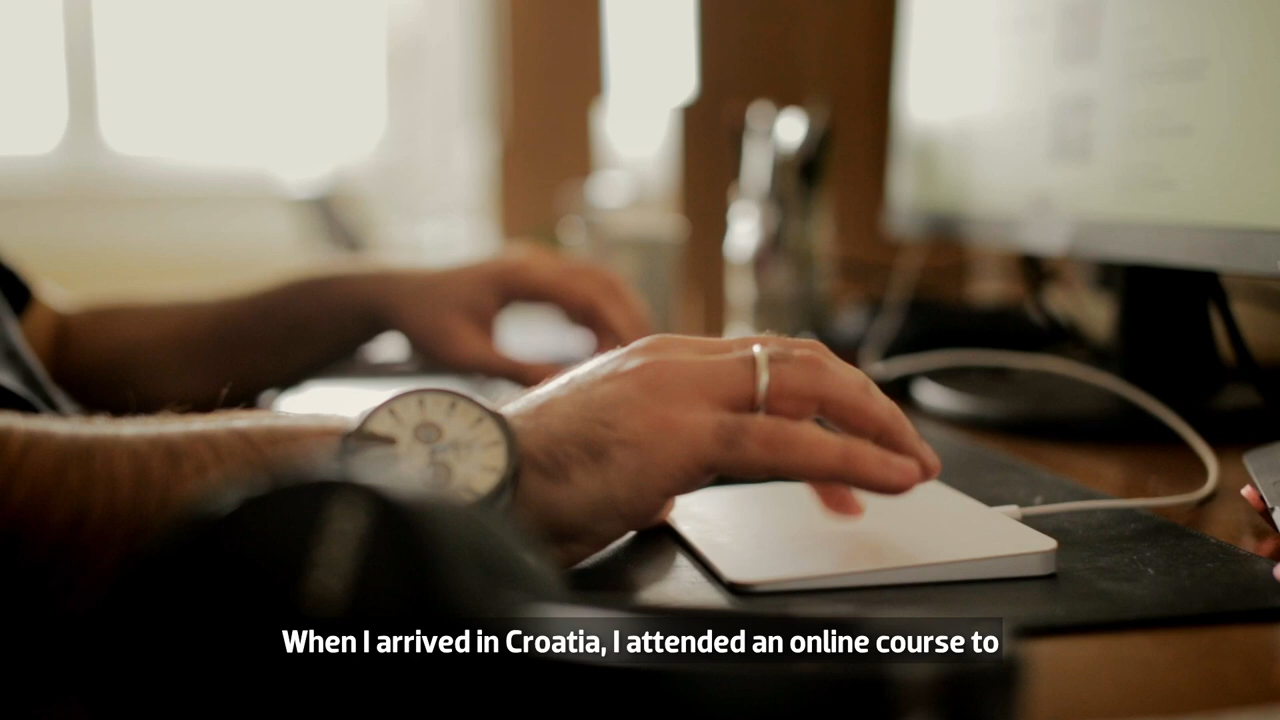 When I arrived in Croatia, I attended an online course to